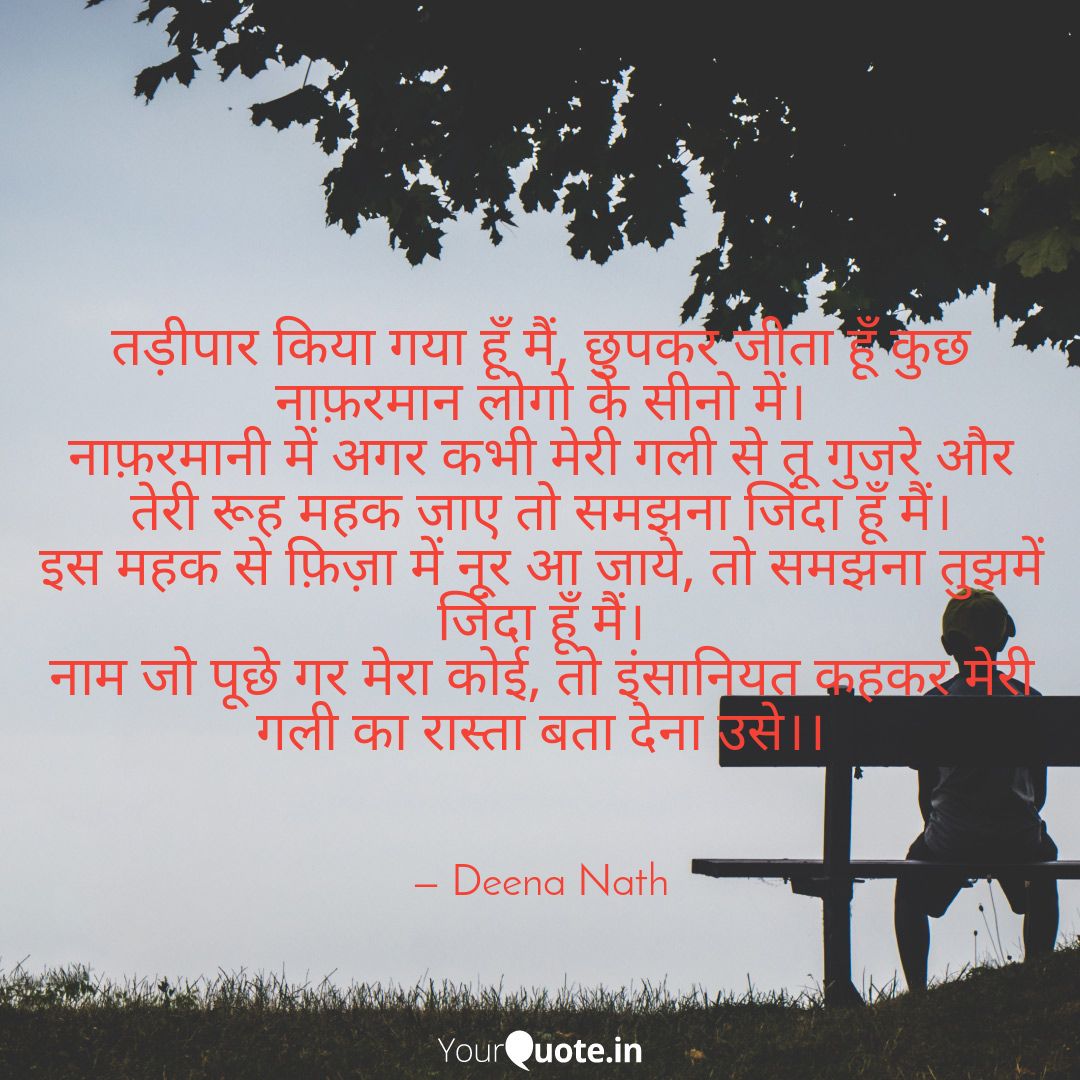 तड़ीपार किया गया हूँ मैं, छुपकर जीता हूँ कुछ
नाफ़रमान लोगो के सीनो में।
नाफ़रमानी में अगर कभी मेरी गली से तू गुजरे और
तेरी रूह महक जाए तो समझना जिंदा हूँ मैं।
इस महक से फ़िज़ा में नूर आ जाये, तो समझना तुझमें
जिंदा हूँ मैं।
नाम जो पूछे गर मेरा कोई, तो इंसानियत कहकर मेरी
गली का रास्ता बता देना उसे।।
– Deena Nath
YourQuote.in